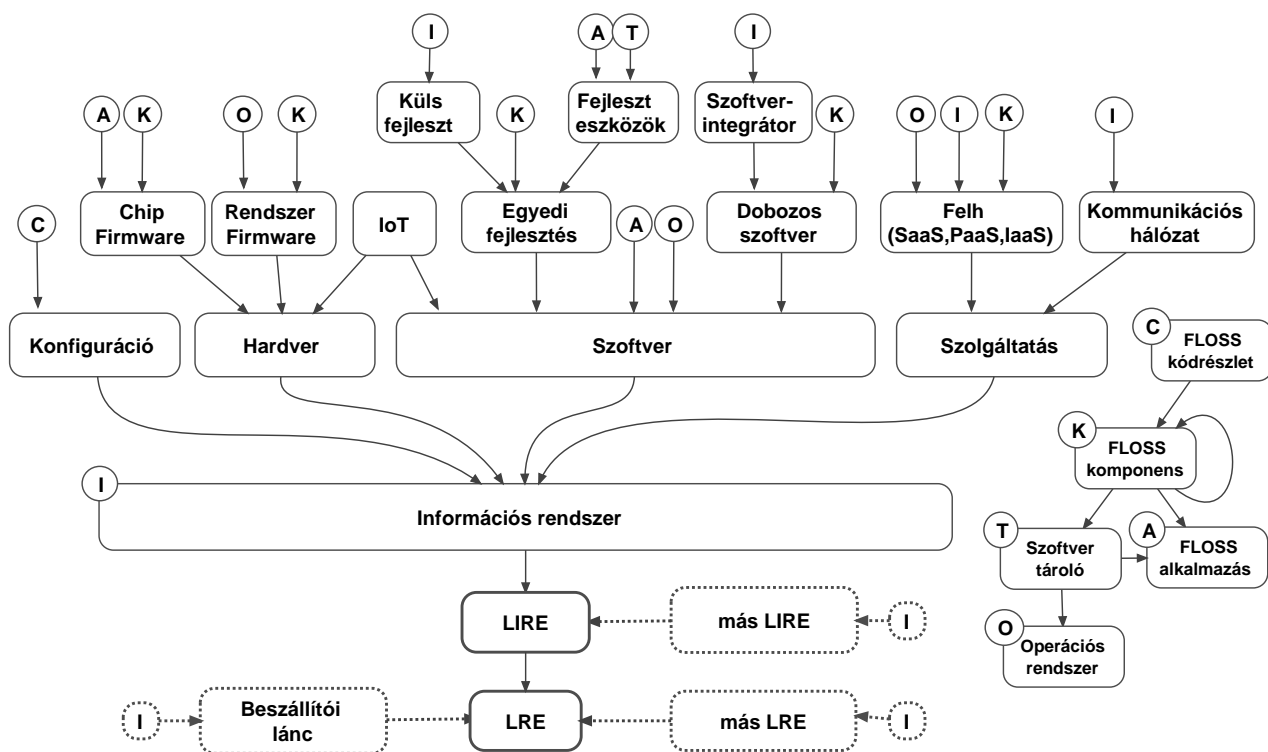 I
A
T
I
Küls
fejleszt
Fejleszt
eszközök
Szoftver-
integrátor
A
K
O
K
K
K
O
I
K
I
C
Chip
Firmware
Rendszer
Firmware
IoT
Egyedi
fejlesztés
A
O
Dobozos
szoftver
Felh
(SaaS,PaaS,IaaS)
Kommunikációs
hálózat
Konfiguráció
Hardver
Szoftver
Szolgáltatás
C
FLOSS
kódrészlet
K
FLOSS
komponens
I
Információs rendszer
T
Szoftver
tároló
A
FLOSS
alkalmazás
LIRE
más LIRE
I
O
Operációs
rendszer
I
Beszállítói
lánc
LRE
más LRE
I